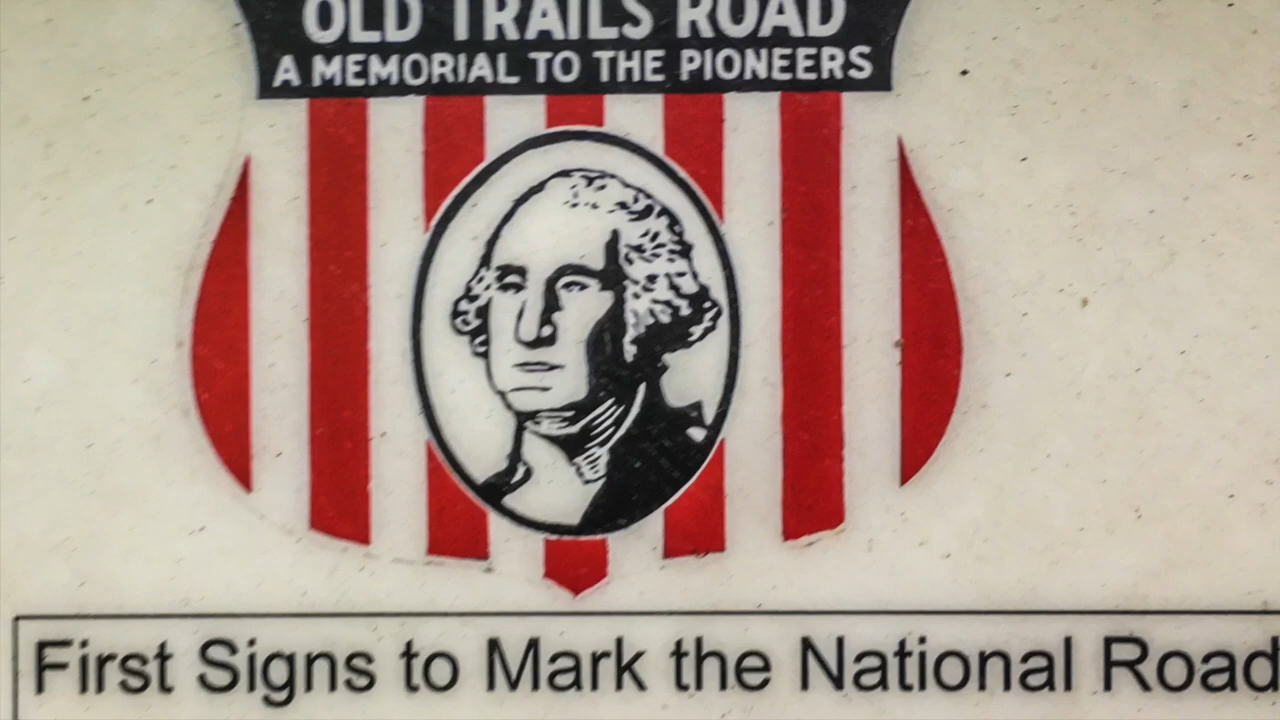 OLD TRAILS ROAD
A MEMORIAL TO THE PIONEERS
First Signs to Mark the National Road